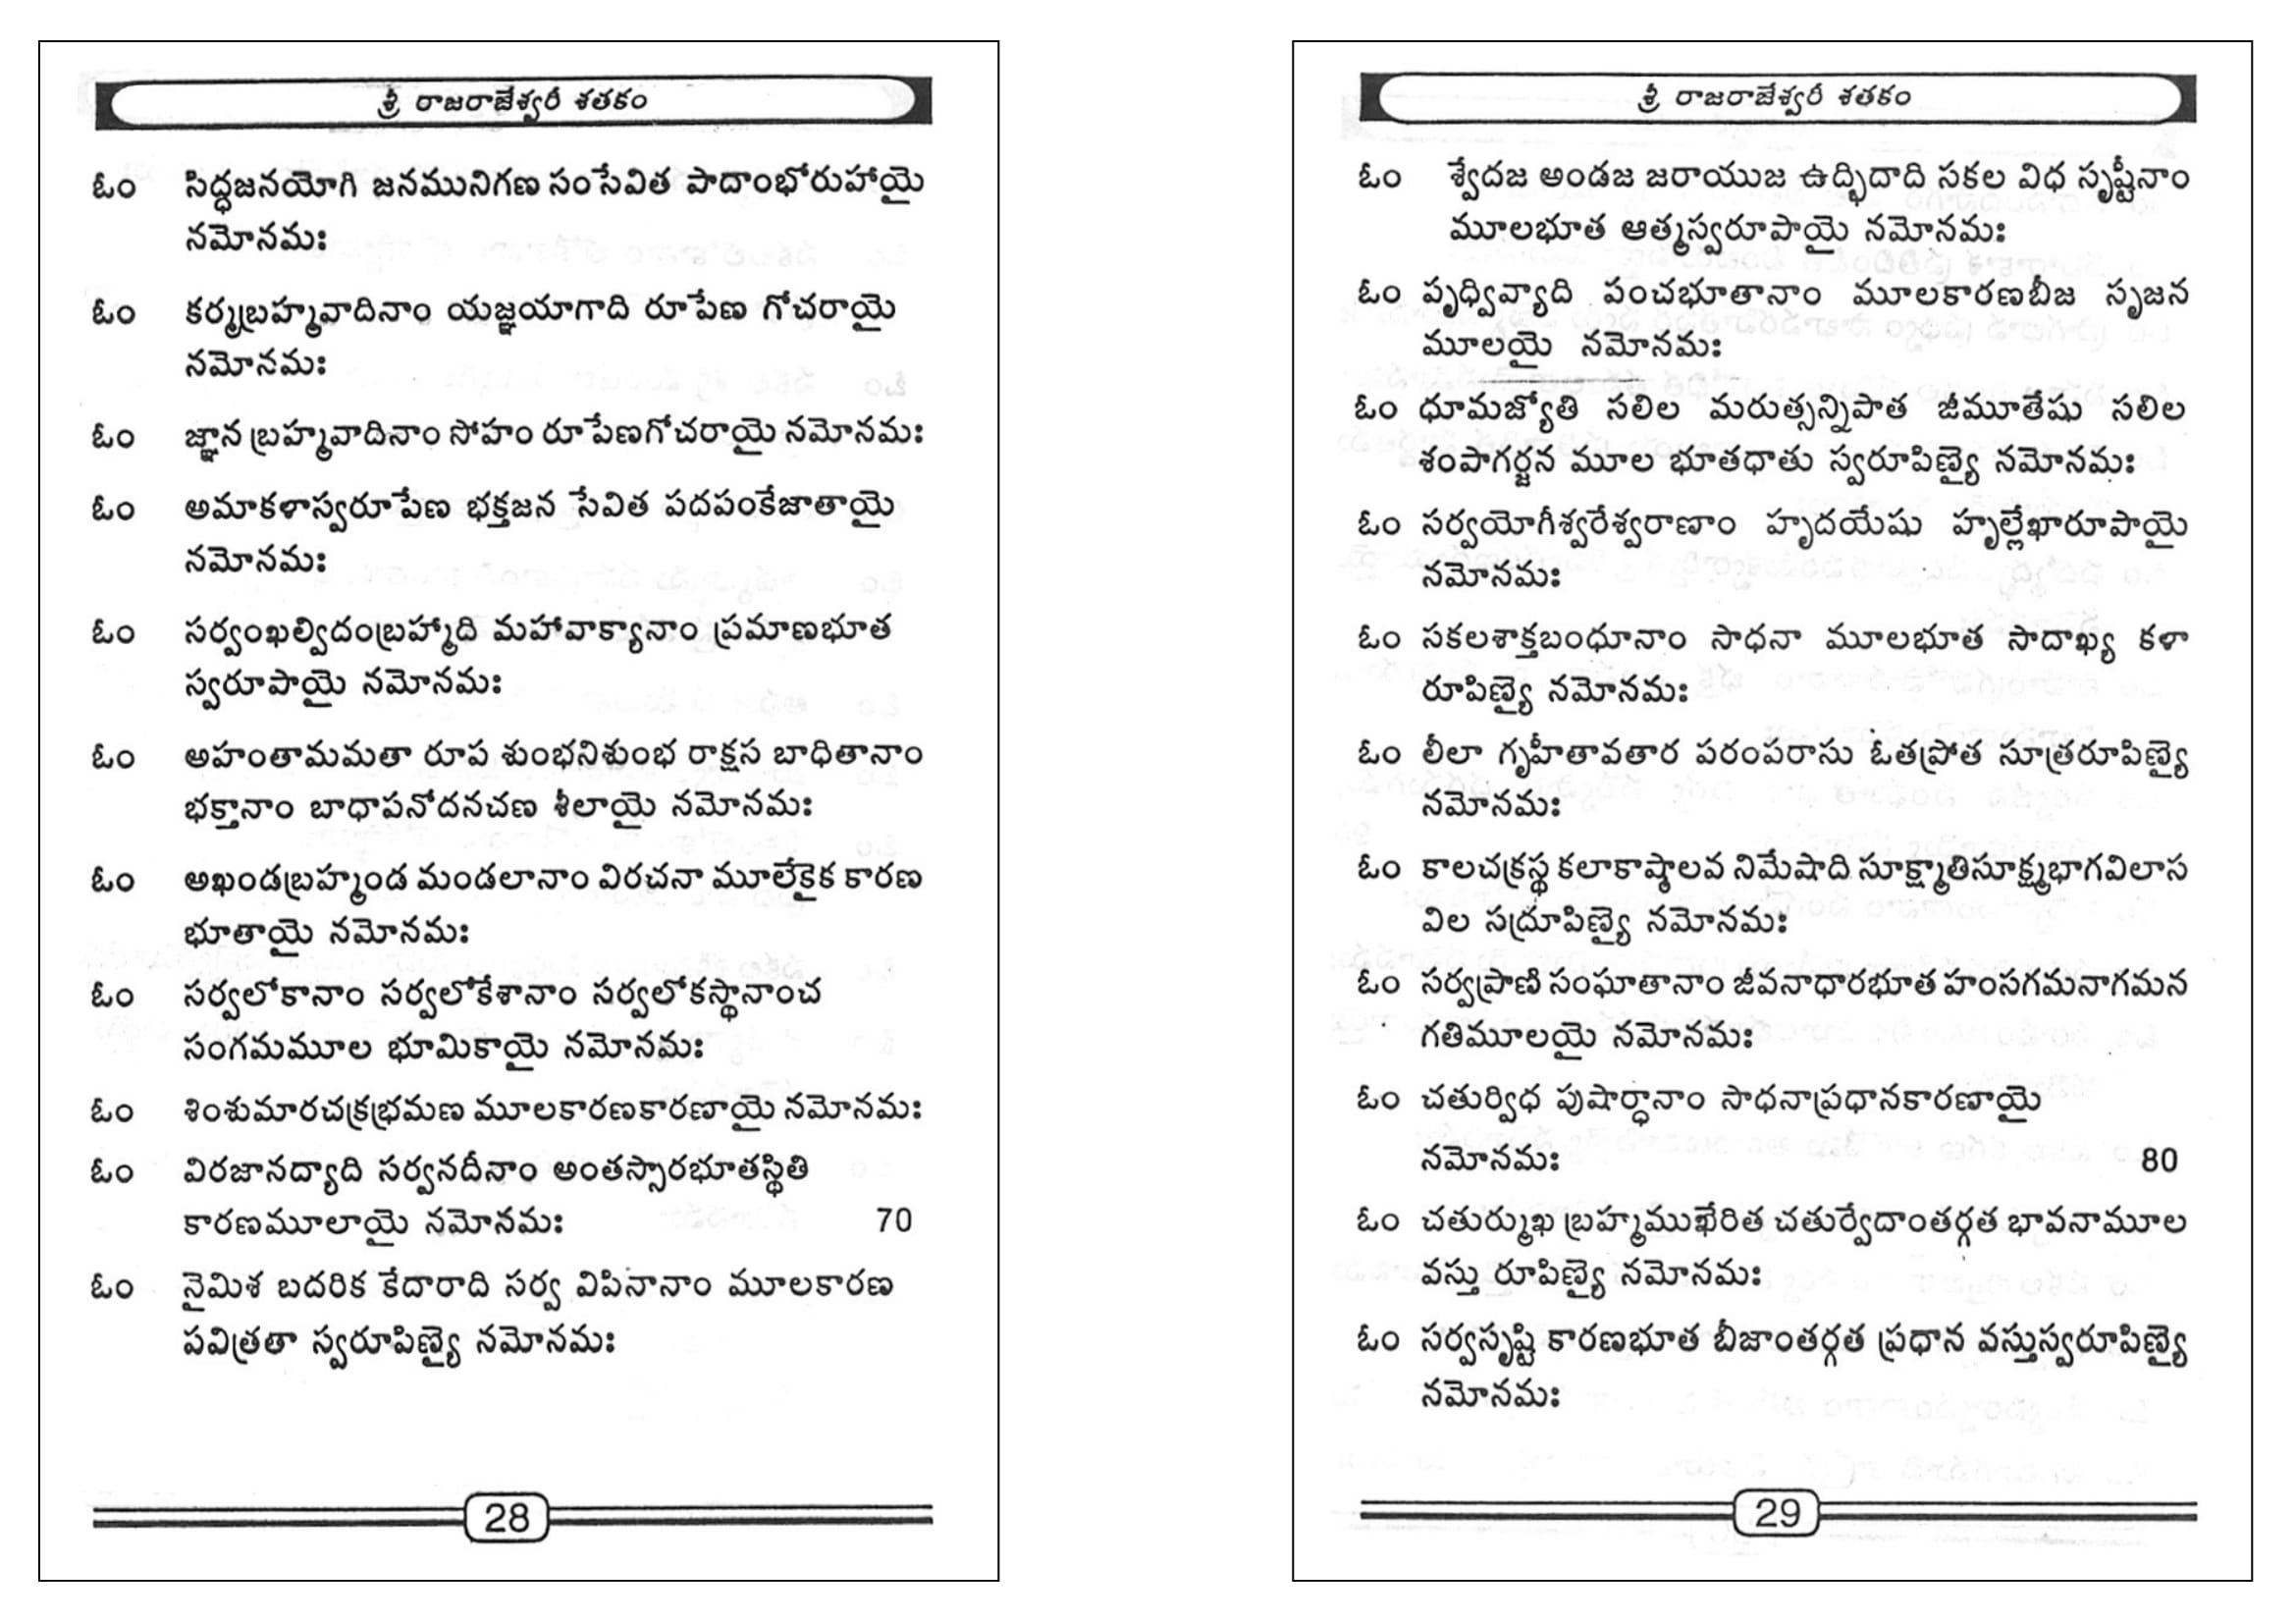 శ్రీ రాజరాజేశ్వరీ శతకం
ఓం సిద్ధజనయోగి జనమునిగణ సంసేవిత పాదాంభోరుహాయై
నమోనమః
ఓం కర్మబ్రహ్మవాదినాం యజ్ఞయాగాది రూపేణ గోచరాయై
నమోనమః
ఓం జ్ఞాన బ్రహ్మవాదినాం సోహం రూపేణగోచరాయై నమోనమః
ఓం అమాకళాస్వరూపేణ భక్తజన సేవిత పదపంకేజాతాయై
నమోనమః
ఓం సర్వంఖల్విదంబ్రహ్మాది మహావాక్యానాం ప్రమాణభూత
స్వరూపాయై నమోనమః
ఓం అహంతామమతా రూప శుంభనిశుంభ రాక్షస బాధితానాం
భక్తానాం బాధాపనోదనచణ శీలాయై నమోనమః
ఓం అఖండబ్రహ్మండ మండలానాం విరచనా మూలేకైక కారణ
భూతాయై నమోనమః
ఓం సర్వలోకానాం సర్వలోకేశానాం సర్వలోకస్థానాంచ
సంగమమూల భూమికాయై నమోనమః
ఓం శింశుమారచక్రభ్రమణ మూలకారణకారణాయై నమోనమః
ఓం విరజానద్యాది సర్వనదీనాం అంతస్సారభూతస్థితి
కారణమూలాయై నమోనమః 70
ఓం నైమిశ బదరిక కేదారాది సర్వ విపినానాం మూలకారణ
పవిత్రతా స్వరూపిణ్యై నమోనమః
28
శ్రీ రాజరాజేశ్వరీ శతకం
ఓం శ్వేదజ అండజ జరాయుజ ఉద్భిదాది సకల విధ సృష్టీనాం
మూలభూత ఆత్మస్వరూపాయై నమోనమః
ఓం పృధ్వివ్యాది పంచభూతానాం మూలకారణబీజ సృజన
మూలయై నమోనమః
ఓం ధూమజ్యోతి సలిల మరుత్సన్నిపాత జీమూతేషు సలిల
శంపాగర్జన మూల భూతధాతు స్వరూపిణ్యై నమోనమః
ఓం సర్వయోగీశ్వరేశ్వరాణాం హృదయేషు హృల్లేఖారూపాయై
నమోనమః
ఓం సకలశాక్తబంధూనాం సాధనా మూలభూత సాదాఖ్య కళా
రూపిణ్యై నమోనమః
ఓం లీలా గృహీతావతార పరంపరాసు ఓతప్రోత సూత్రరూపిణ్యై
నమోనమః
ఓం కాలచక్రస్థ కలాకాష్ఠాలవ నిమేషాది సూక్ష్మాతిసూక్ష్మభాగవిలాస
విల సద్రూపిణ్యై నమోనమః
ఓం సర్వప్రాణి సంఘాతానాం జీవనాధారభూత హంసగమనాగమన
గతిమూలయై నమోనమః
ఓం చతుర్విధ పుషార్ధానాం సాధనాప్రధానకారణాయై
నమోనమః 80
ఓం చతుర్ముఖ బ్రహ్మముఖేరిత చతుర్వేదాంతర్గత భావనామూల
వస్తు రూపిణ్యై నమోనమః
ఓం సర్వసృష్టి కారణభూత బీజాంతర్గత ప్రధాన వస్తుస్వరూపిణ్యై
నమోనమః
29